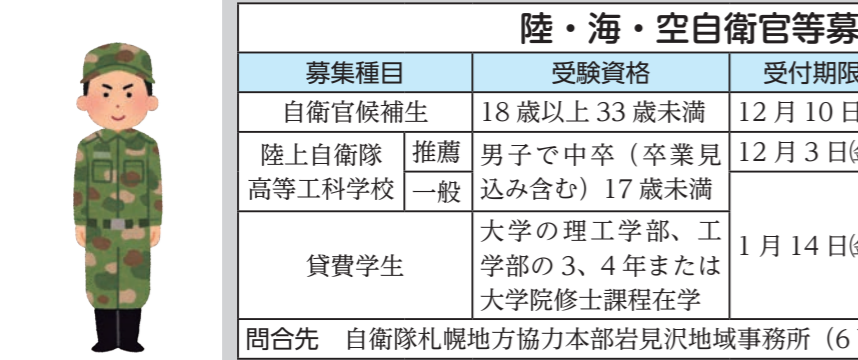 陸・海・空自衛官等募
募集種目 受験資格 受付期限
自衛官候補生 18歳以上33歳未満 12月10日
陸上自衛隊 推薦 男子で中卒（卒業見 12月3日㈮
高等工科学校 一般 込み含む）17歳未満
大学の理工学部、工
貸費学生 学部の3、4年または 1月14日㈮
大学院修士課程在学
問合先 自衛隊札幌地方協力本部岩見沢地域事務所（6